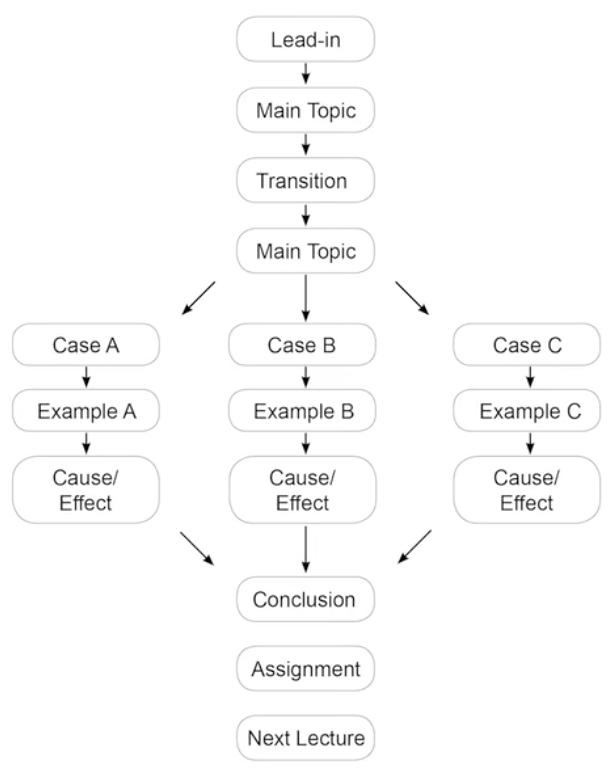 Lead-in
Main Topic
Transition
Main Topic
Case A
Case B
Case C
Example A
Example B
Example C
Cause/
Effect
Cause/
Effect
Cause/
Effect
Conclusion
Assignment
Next Lecture